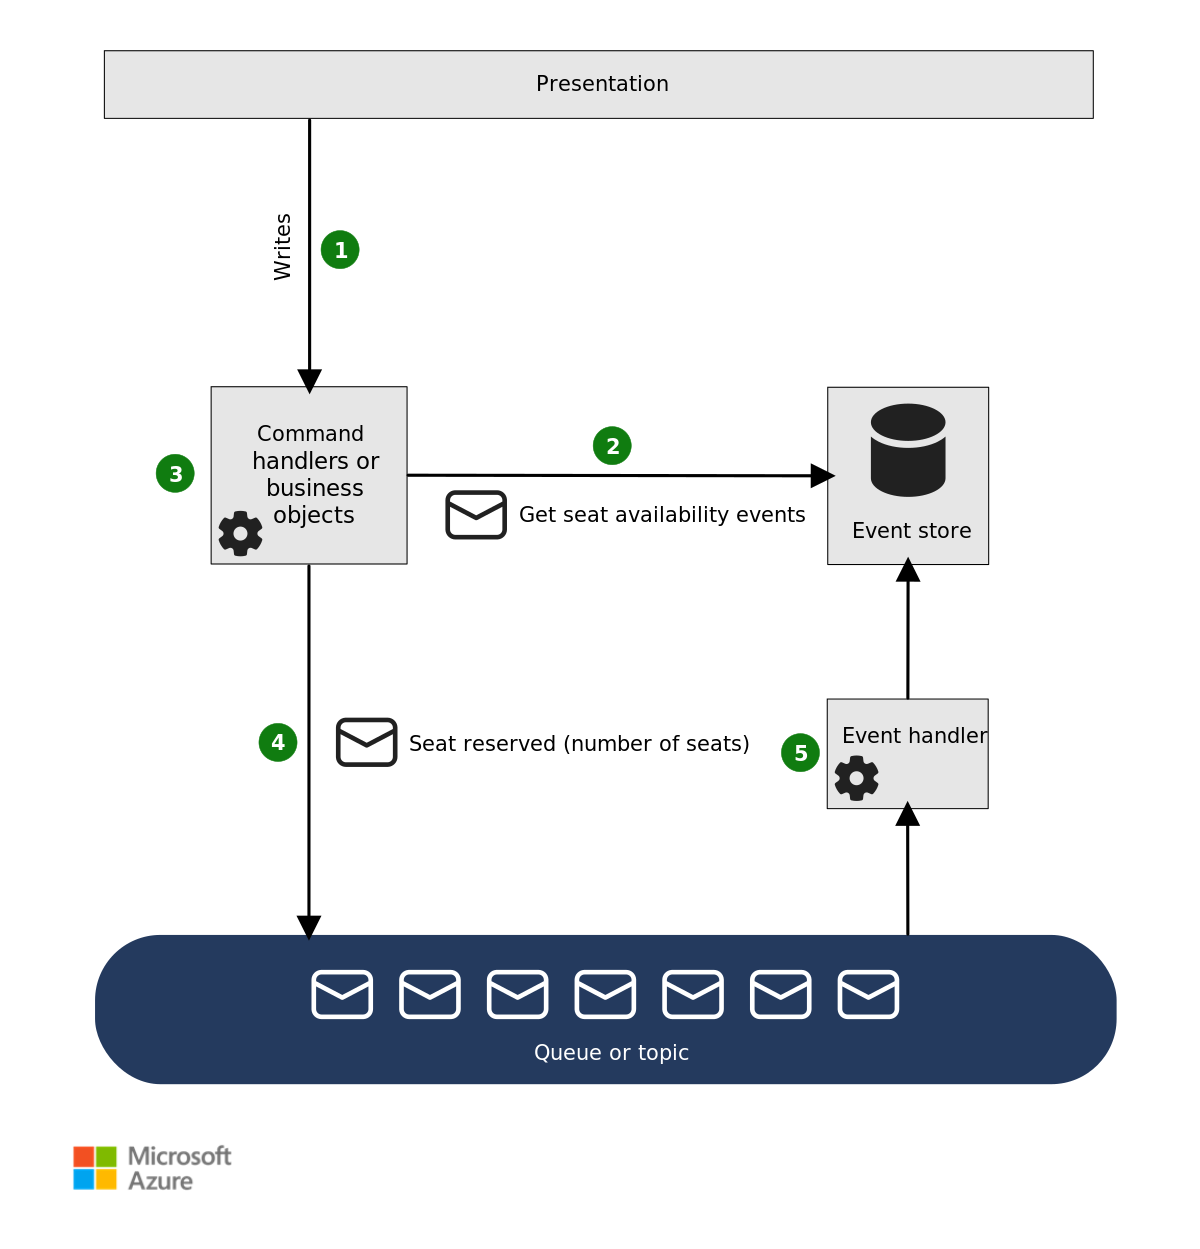 Presentation
Writes
1
Command
handlers or
business
objects
3
2
Get seat availability events
Event store
4
Seat reserved (number of seats)
5
Event handler
Queue or topic
Microsoft
Azure